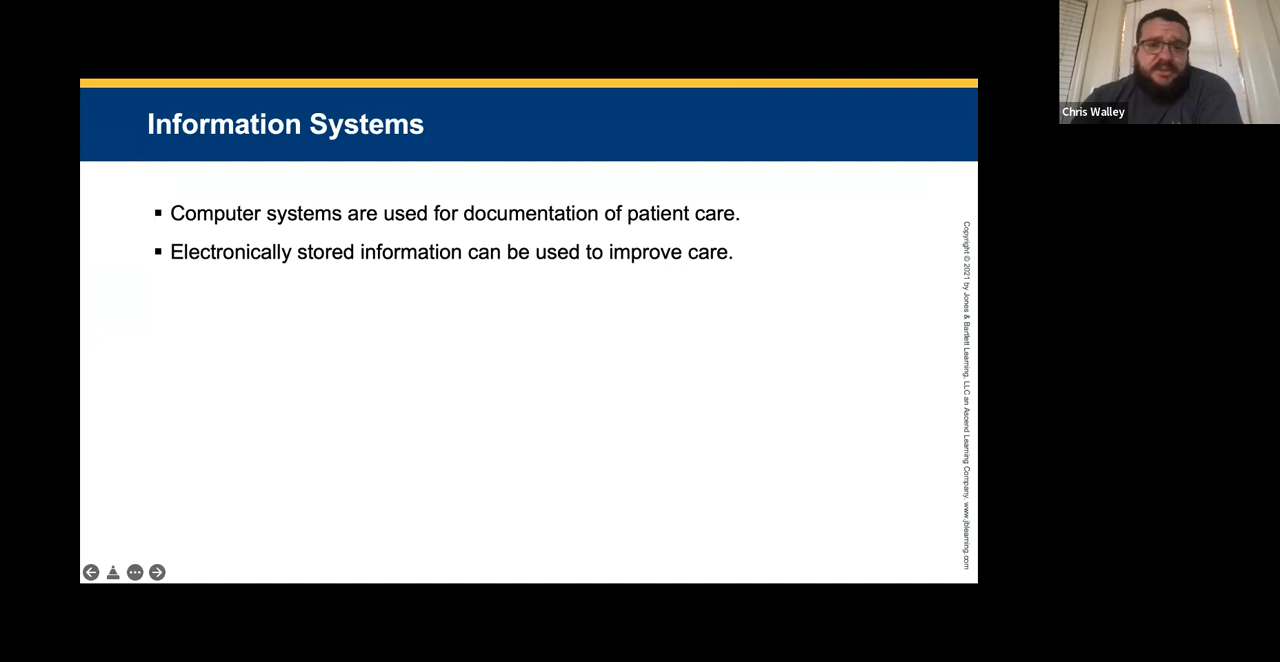 Information Systems
Computer systems are used for documentation of patient care.
Electronically stored information can be used to improve care.
Copyright © 2021 by Jones & Bartlett Learning, LLC an Ascend Learning Company. www.jblearning.com
Chris Walley